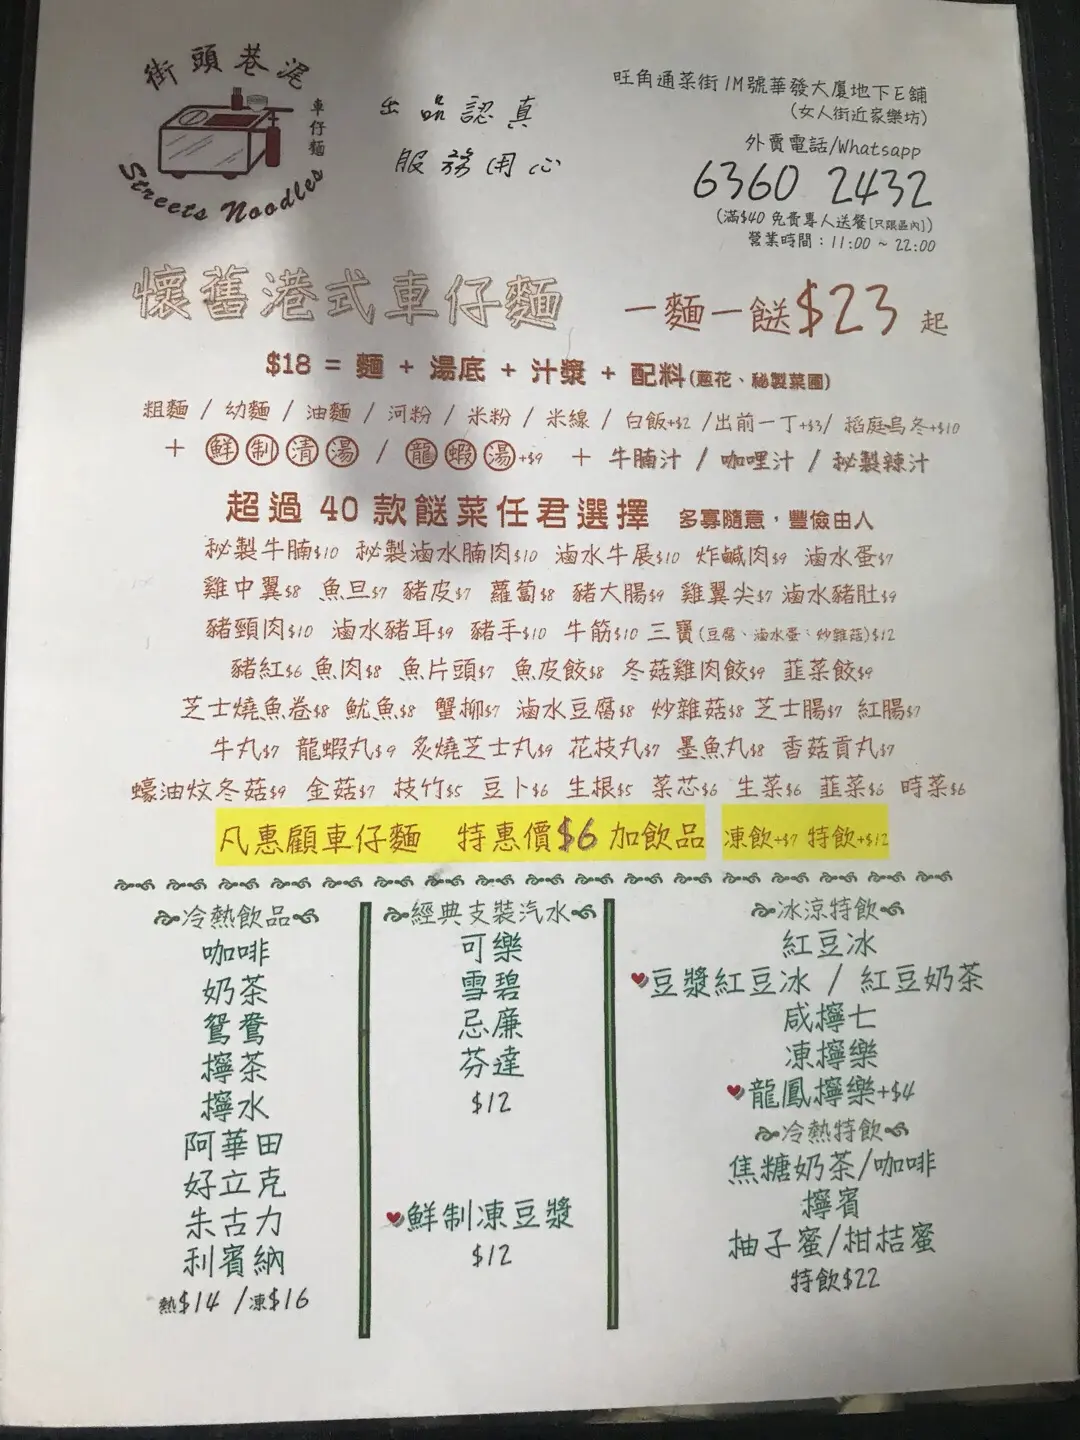 街頭巷尾
車仔麵
Streets Noodles
出品認真
服務用心
旺角通菜街1M號華發大廈地下E舖
(女人街近家樂坊)
外賣電話/Whatsapp
6360 2432
(滿$40 免費專人送餐[只限區內])
營業時間：11:00 ~ 22:00
懷舊港式車仔麵
一麵一餸$23 起
$18 = 麵 + 湯底 + 汁漿 + 配料(蔥花、秘製菜圃)
粗麵 / 幼麵 / 油麵 / 河粉 / 米粉 / 米線 / 白飯+$2 /出前一丁+$3/ 稻庭烏冬+$10
+ 鮮制清湯 / 龍蝦湯+$9 + 牛腩汁 / 咖哩汁 / 秘製辣汁
超過 40 款餸菜任君選擇 多寡隨意，豐儉由人
秘製牛腩$10 秘製滷水腩肉$10 滷水牛展$10 炸鹹肉$9 滷水蛋$7
雞中翼$8 魚旦$7 豬皮$7 蘿蔔$8 豬大腸$9 雞翼尖$7 滷水豬肚$9
豬頸肉$10 滷水豬耳$9 豬手$10 牛筋$10 三寶(豆腐、滷水蛋、炒雜菇)$12
豬紅$6 魚肉$8 魚片頭$7 魚皮餃$8 冬菇雞肉餃$9 韮菜餃$9
芝士燒魚卷$8 魷魚$8 蟹柳$7 滷水豆腐$8 炒雜菇$8 芝士腸$7 紅腸$7
牛丸$7 龍蝦丸$9 炙燒芝士丸$9 花枝丸$7 墨魚丸$8 香菇貢丸$7
蠔油炆冬菇$9 金菇$7 技竹$5 豆卜$6 生根$5 菜芯$6 生菜$6 韮菜$6 時菜$6
凡惠顧車仔麵 特惠價$6 加飲品 凍飲+$7 特飲+$12
冷熱飲品
咖啡
奶茶
鴛鴦
檸茶
檸水
阿華田
好立克
朱古力
利賓納
熱$14 /凍$16
經典支裝汽水
可樂
雪碧
忌廉
芬達
$12
鮮制凍豆漿
$12
冰涼特飲
紅豆冰
豆漿紅豆冰 / 紅豆奶茶
咸檸七
凍檸樂
龍鳳檸樂+$4
冷熱特飲
焦糖奶茶/咖啡
檸賓
柚子蜜/柑桔蜜
特飲$22